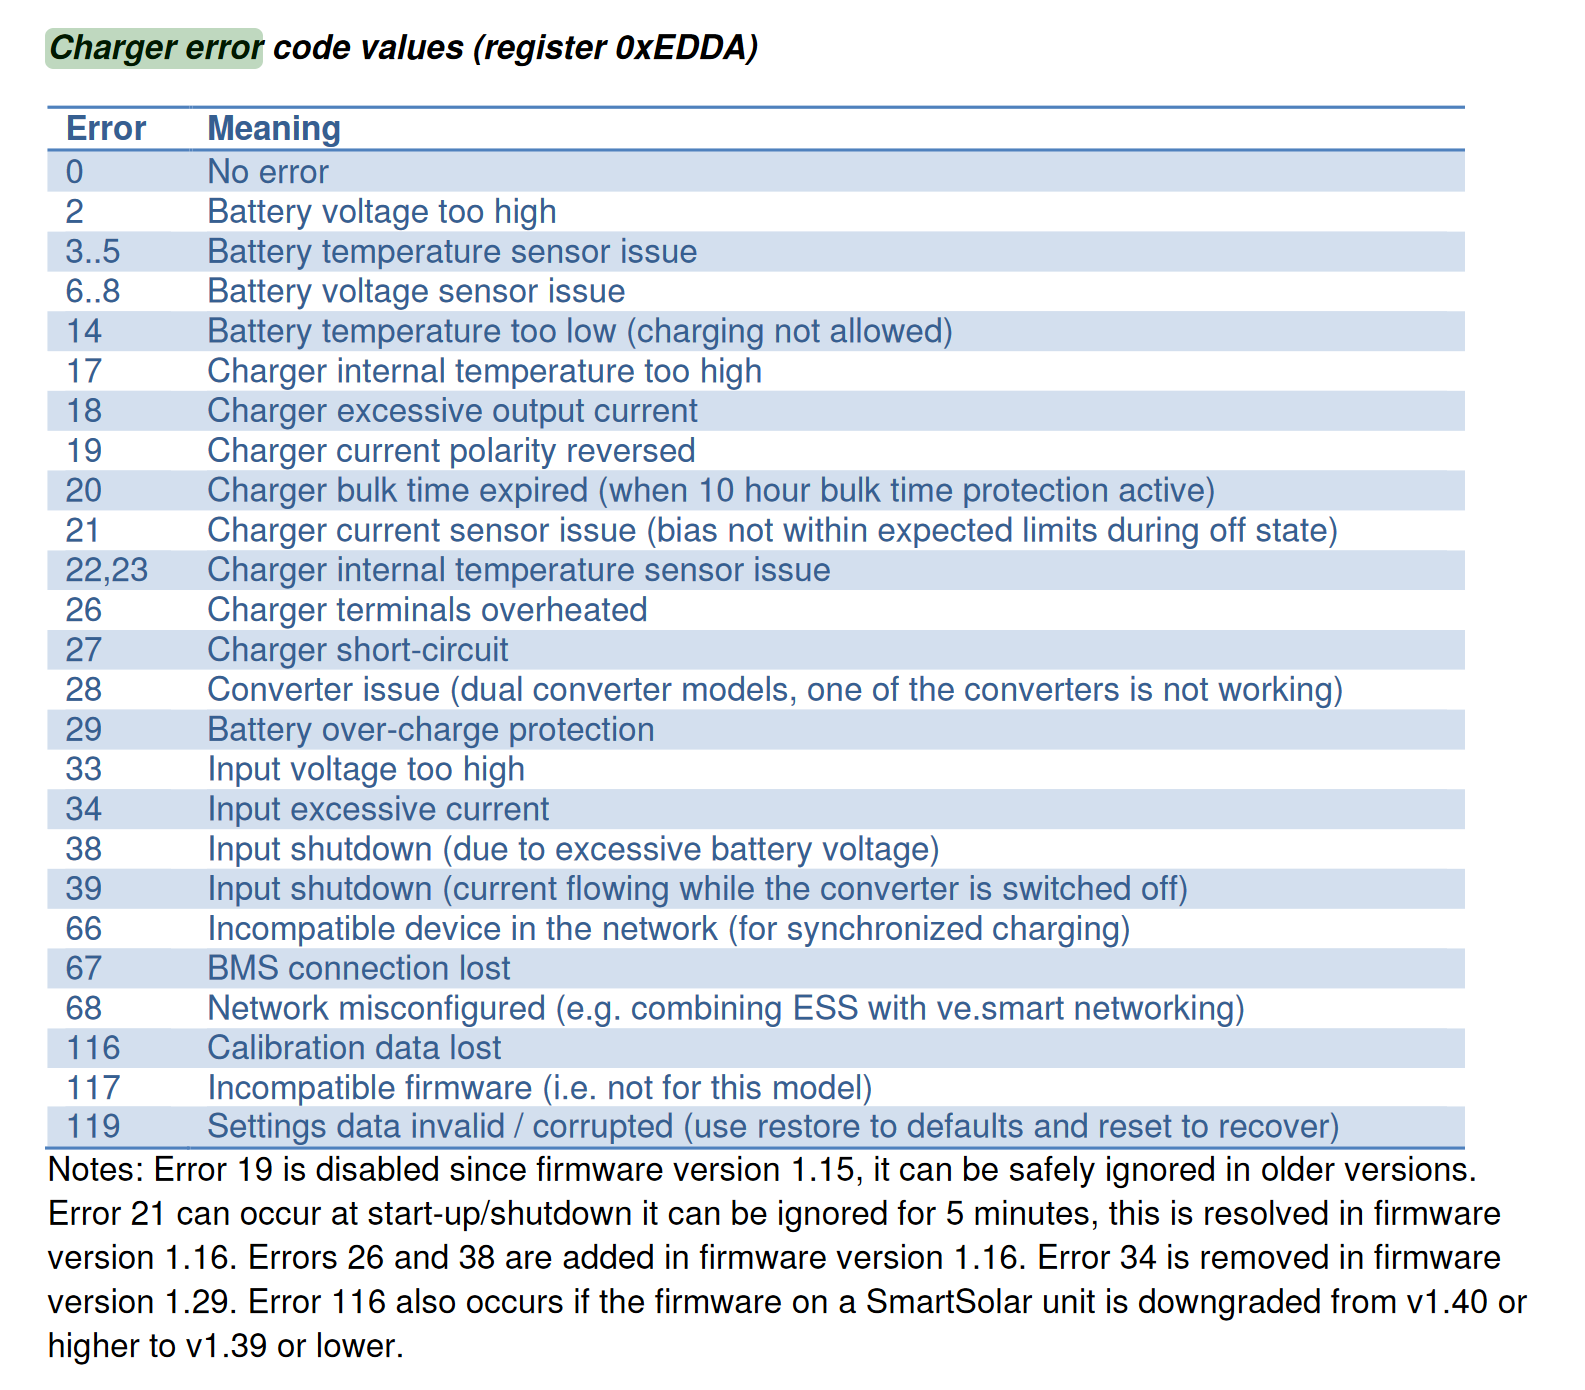 Charger error code values (register 0xEDDA)
Error Meaning
0 No error
2 Battery voltage too high
3..5 Battery temperature sensor issue
6..8 Battery voltage sensor issue
14 Battery temperature too low (charging not allowed)
17 Charger internal temperature too high
18 Charger excessive output current
19 Charger current polarity reversed
20 Charger bulk time expired (when 10 hour bulk time protection active)
21 Charger current sensor issue (bias not within expected limits during off state)
22,23 Charger internal temperature sensor issue
26 Charger terminals overheated
27 Charger short-circuit
28 Converter issue (dual converter models, one of the converters is not working)
29 Battery over-charge protection
33 Input voltage too high
34 Input excessive current
38 Input shutdown (due to excessive battery voltage)
39 Input shutdown (current flowing while the converter is switched off)
66 Incompatible device in the network (for synchronized charging)
67 BMS connection lost
68 Network misconfigured (e.g. combining ESS with ve.smart networking)
116 Calibration data lost
117 Incompatible firmware (i.e. not for this model)
119 Settings data invalid / corrupted (use restore to defaults and reset to recover)
Notes: Error 19 is disabled since firmware version 1.15, it can be safely ignored in older versions.
Error 21 can occur at start-up/shutdown it can be ignored for 5 minutes, this is resolved in firmware
version 1.16. Errors 26 and 38 are added in firmware version 1.16. Error 34 is removed in firmware
version 1.29. Error 116 also occurs if the firmware on a SmartSolar unit is downgraded from v1.40 or
higher to v1.39 or lower.